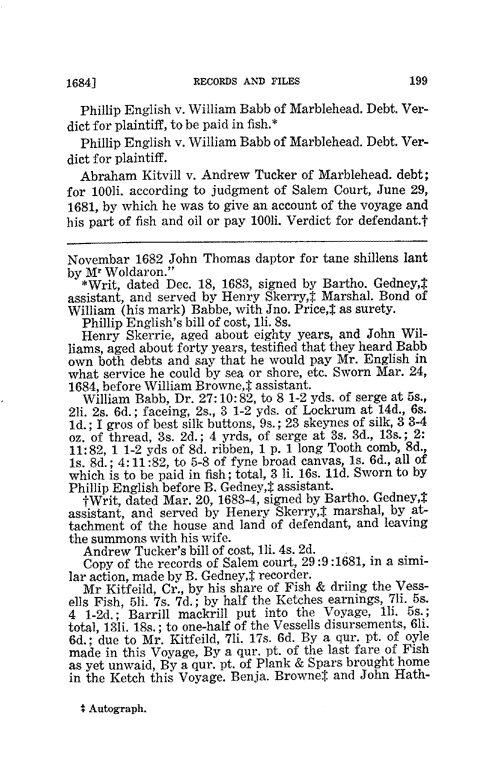 1684] RECORDS AND FILES 199
Phillip English v. William Babb of Marblehead. Debt. Ver-
dict for plaintiff, to be paid in fish.*
Phillip English v. William Babb of Marblehead. Debt. Ver-
dict for plaintiff.
Abraham Kitvill v. Andrew Tucker of Marblehead. debt;
for 100li. according to judgment of Salem Court, June 29,
1681, by which he was to give an account of the voyage and
his part of fish and oil or pay 100li. Verdict for defendant.†
Novembar 1682 John Thomas daptor for tane shillens lant
by Mr Woldaron."
*Writ, dated Dec. 18, 1683, signed by Bartho. Gedney,‡
assistant, and served by Henry Skerry,‡ Marshal. Bond of
William (his mark) Babbe, with Jno. Price,‡ as surety.
Phillip English's bill of cost, 1li. 8s.
Henry Skerrie, aged about eighty years, and John Wil-
liams, aged about forty years, testified that they heard Babb
own both debts and say that he would pay Mr. English in
what service he could by sea or shore, etc. Sworn Mar. 24,
1684, before William Browne,‡ assistant.
William Babb, Dr. 27:10:82, to 8 1-2 yds. of serge at 5s.,
2li. 2s. 6d.; faceing, 2s., 3 1-2 yds. of Lockrum at 14d., 6s.
1d.; I gros of best silk buttons, 9s.; 23 skeynes of silk, 3 3-4
oz. of thread, 3s. 2d.; 4 yrds, of serge at 3s. 3d., 13s.; 2:
11:82, 1 1-2 yds of 8d. ribben, 1 p. 1 long Tooth comb, 8d.,
1s. 8d.; 4:11:82, to 5-8 of fyne broad canvas, 1s. 6d., all of
which is to be paid in fish; total, 3 li. 16s. 11d. Sworn to by
Phillip English before B. Gedney,‡ assistant.
†Writ, dated Mar. 20, 1683-4, signed by Bartho. Gedney,‡
assistant, and served by Henery Skerry,‡ marshal, by at-
tachment of the house and land of defendant, and leaving
the summons with his wife.
Andrew Tucker's bill of cost, 1li. 4s. 2d.
Copy of the records of Salem court, 29:9:1681, in a simi-
lar action, made by B. Gedney,‡ recorder.
Mr Kitfeild, Cr., by his share of Fish & driing the Vess-
ells Fish, 5li. 7s. 7d.; by half the Ketches earnings, 7li. 5s.
4 1-2d.; Barrill mackrill put into the Voyage, 1li. 5s.;
total, 13li. 18s.; to one-half of the Vessells disursements, 6li.
6d.; due to Mr. Kitfeild, 7li. 17s. 6d. By a qur. pt. of oyle
made in this Voyage, By a qur. pt. of the last fare of Fish
as yet unwaid, By a qur. pt. of Plank & Spars brought home
in the Ketch this Voyage. Benja. Browne‡ and John Hath-
‡ Autograph.